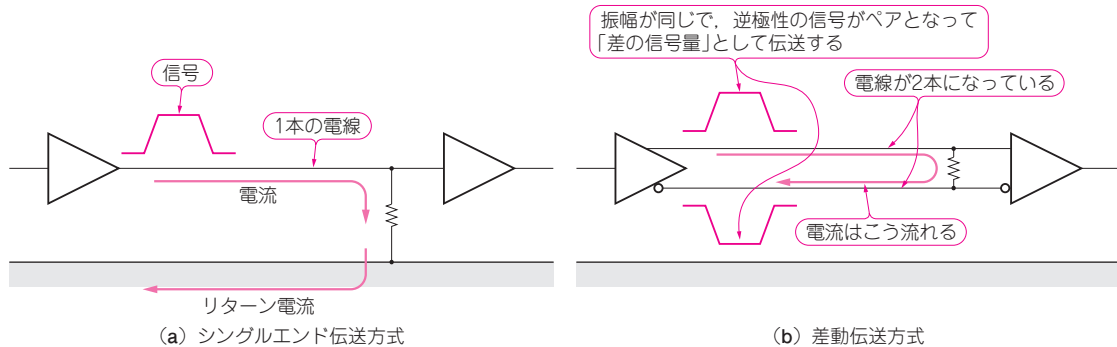 信号
1本の電線
電流
リターン電流
(a) シングルエンド伝送方式
振幅が同じで，逆極性の信号がペアとなって
「差の信号量」として伝送する
電線が2本になっている
電流はこう流れる
(b) 差動伝送方式